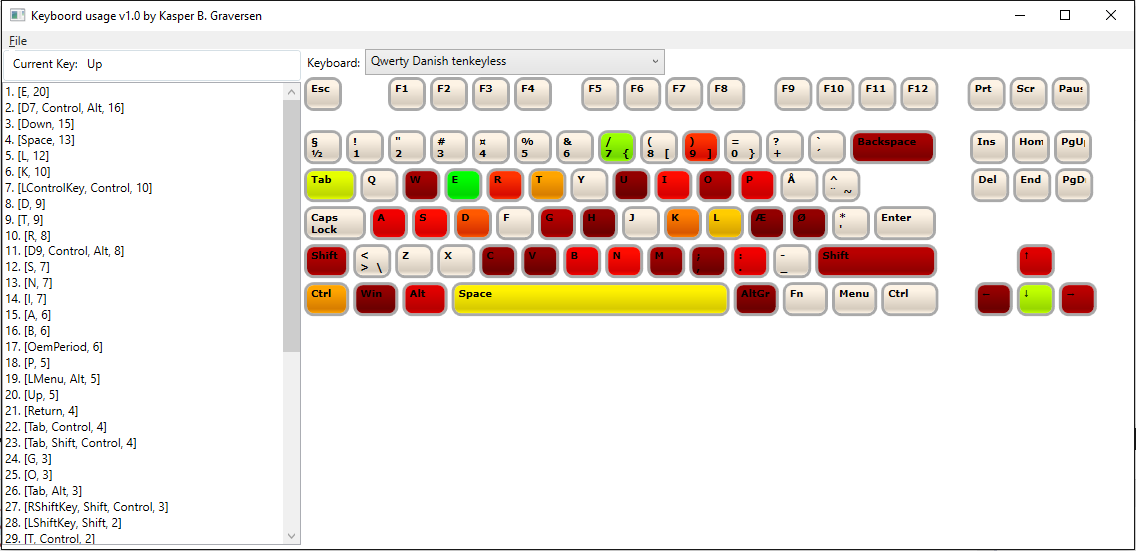 Keyboord usage v1.0 by Kasper B. Graversen
File
Current Key: Up
Keyboard: Qwerty Danish tenkeyless
1. [E, 20]
2. [D7, Control, Alt, 16]
3. [Down, 15]
4. [Space, 13]
5. [L, 12]
6. [K, 10]
7. [LControlKey, Control, 10]
8. [D, 9]
9. [T, 9]
10. [R, 8]
11. [D9, Control, Alt, 8]
12. [S, 7]
13. [N, 7]
14. [I, 7]
15. [A, 6]
16. [B, 6]
17. [OemPeriod, 6]
18. [P, 5]
19. [LMenu, Alt, 5]
20. [Up, 5]
21. [Return, 4]
22. [Tab, Control, 4]
23. [Tab, Shift, Control, 4]
24. [G, 3]
25. [O, 3]
26. [Tab, Alt, 3]
27. [RShiftKey, Shift, Control, 3]
28. [LShiftKey, Shift, 2]
29. [T, Control, 2]
Esc F1 F2 F3 F4 F5 F6 F7 F8 F9 F10 F11 F12 Prt Scr Paus
§ ! " # ¤ % & / ( ) = ? ` Backspace Ins Hom PgU
½ 1 2 3 4 5 6 7 { 8 [ 9 ] 0 } + ´
Tab Q W E R T Y U I O P Å ^ Del End PgD
¨ ~
Caps A S D F G H J K L Æ Ø * Enter
Lock '
Shift < Z X C V B N M ; : - Shift ↑
> \ , . _
Ctrl Win Alt Space AltGr Fn Menu Ctrl ↓